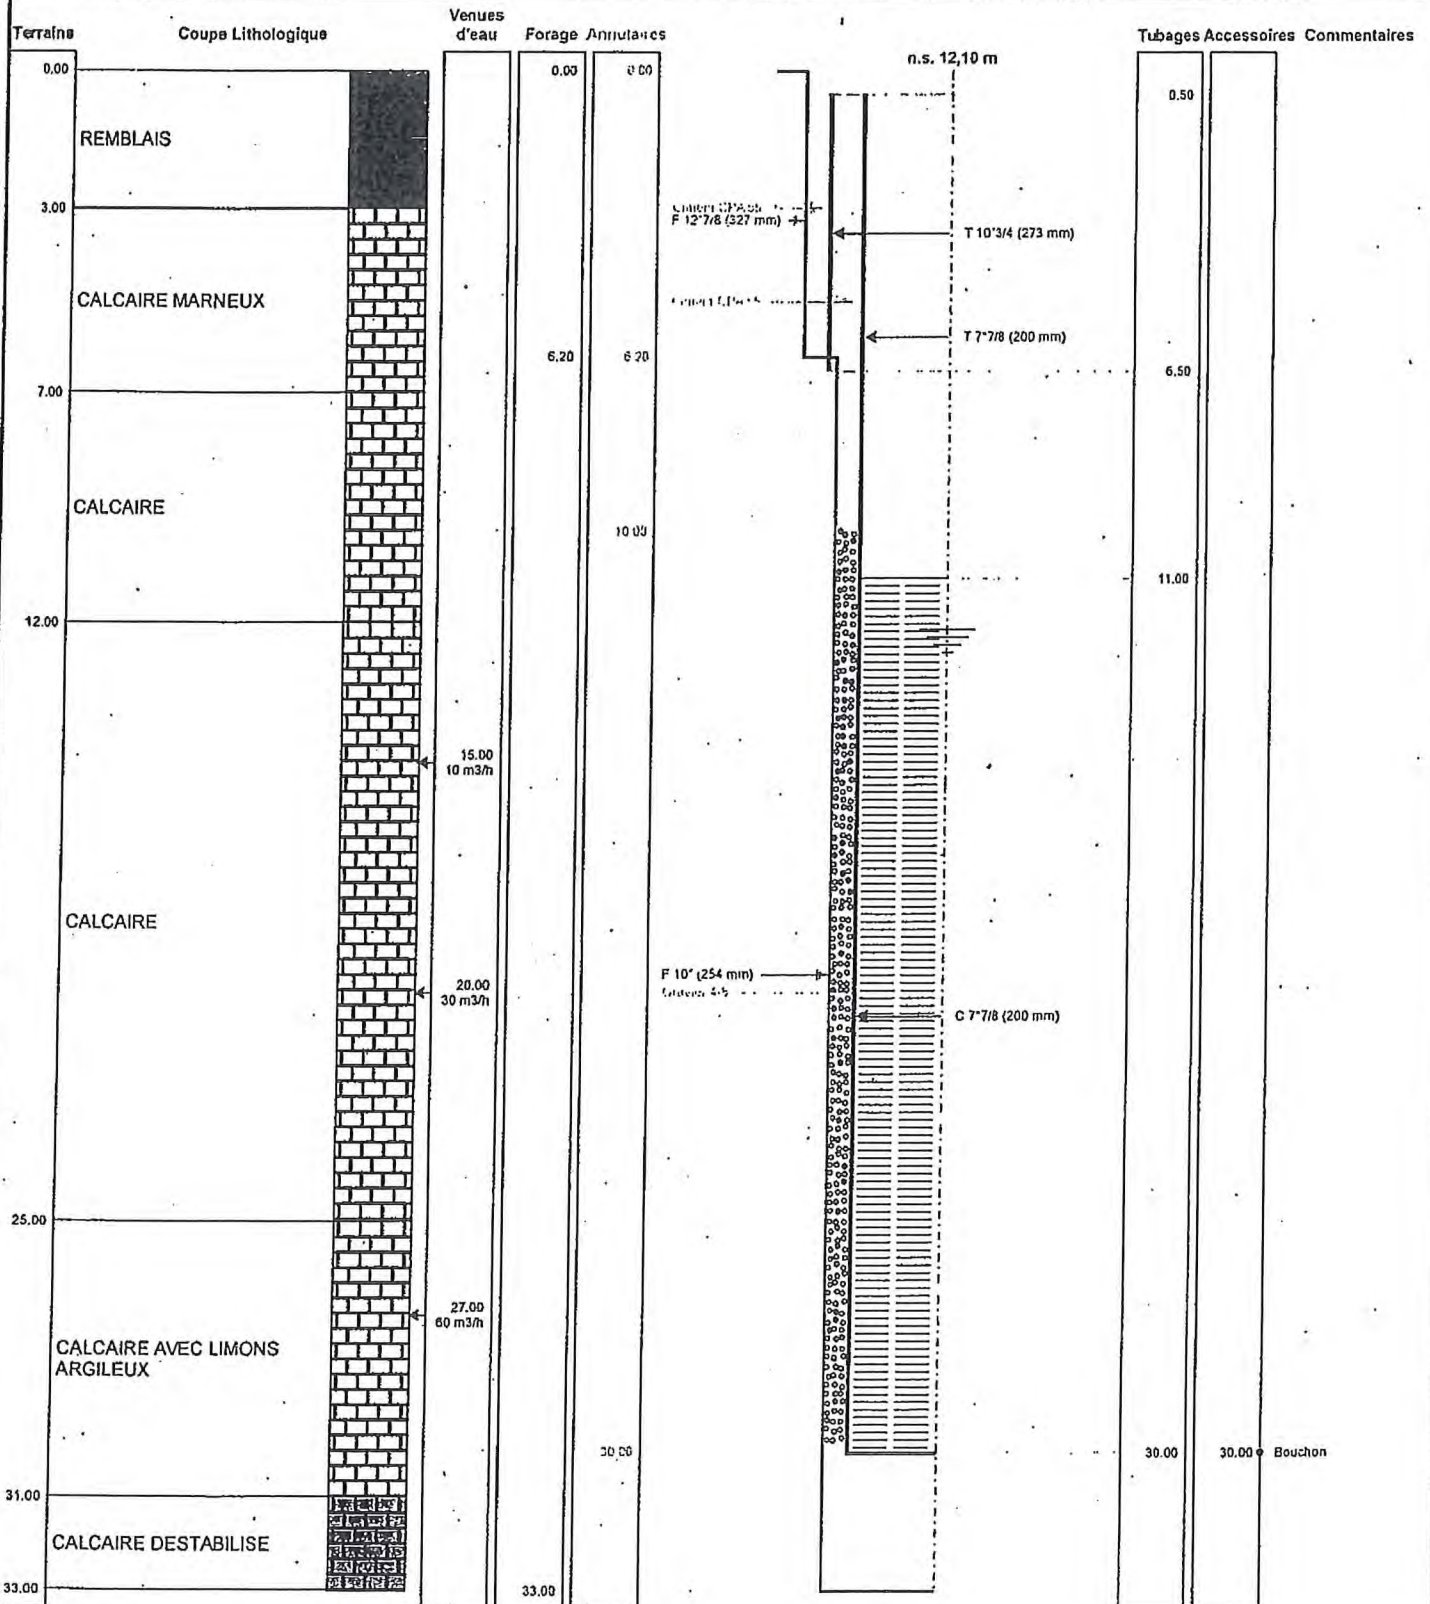 Venues
Terrains Coupe Lithologique d'eau Forage Annulaires Tubages Accessoires Commentaires
n.s. 12,10 m
0.00 0.00 0.00
0.50
REMBLAIS
3.00
F 12"7/8 (327 mm)
T 10"3/4 (273 mm)
CALCAIRE MARNEUX
T 7"7/8 (200 mm)
6.20 6.20
6.50
7.00
CALCAIRE
10.00
11.00
12.00
15.00
10 m3/h
CALCAIRE
F 10" (254 mm)
20.00
30 m3/h
C 7"7/8 (200 mm)
25.00
27.00
60 m3/h
CALCAIRE AVEC LIMONS
ARGILEUX
30.00 30.00 30.00 Bouchon
31.00
CALCAIRE DESTABILISE
33.00 33.00